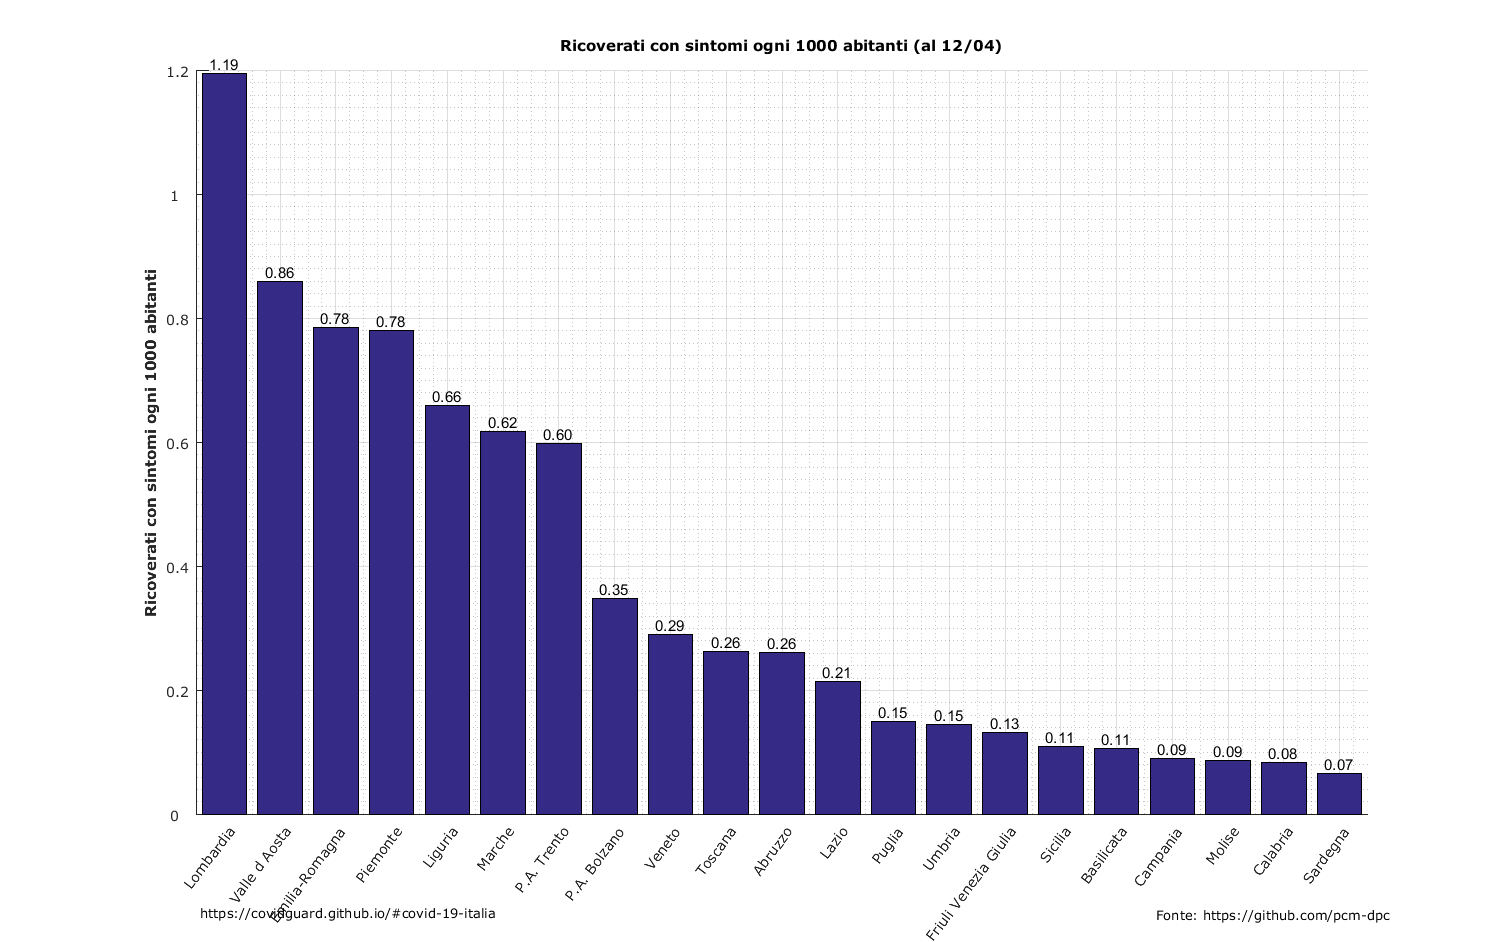 Ricoverati con sintomi ogni 1000 abitanti (al 12/04)
Ricoverati con sintomi ogni 1000 abitanti
1.2
1
0.8
0.6
0.4
0.2
0
1.19
0.86
0.78
0.78
0.66
0.62
0.60
0.35
0.29
0.26
0.26
0.21
0.15
0.15
0.13
0.11
0.11
0.09
0.09
0.08
0.07
Lombardia
Valle d Aosta
Emilia-Romagna
Piemonte
Liguria
Marche
P.A. Trento
P.A. Bolzano
Veneto
Toscana
Abruzzo
Lazio
Puglia
Umbria
Friuli Venezia Giulia
Sicilia
Basilicata
Campania
Molise
Calabria
Sardegna
https://covidguard.github.io/#covid-19-italia
Fonte: https://github.com/pcm-dpc